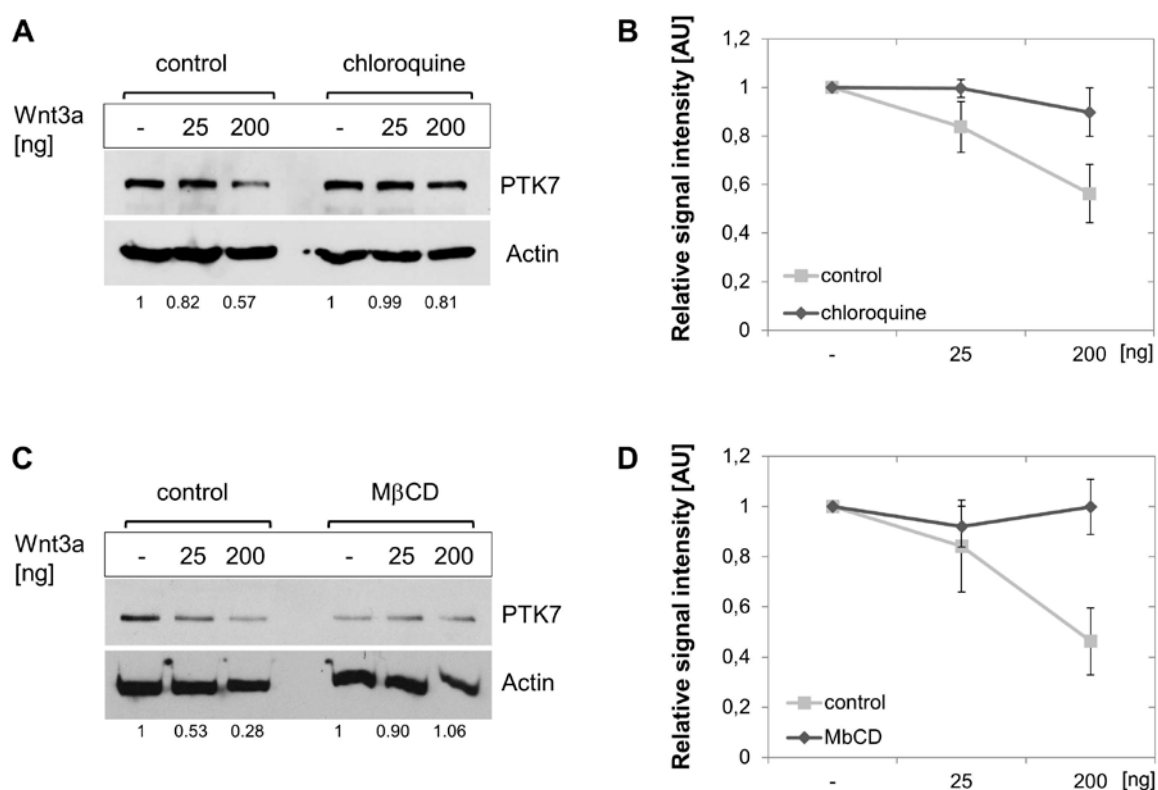 A
control chloroquine
Wnt3a
[ng]
- 25 200 - 25 200
PTK7
Actin
1 0.82 0.57 1 0.99 0.81
B
Relative signal intensity [AU]
1,2
1
0,8
0,6
0,4
0,2
0
control
chloroquine
- 25 200 [ng]
C
control MβCD
Wnt3a
[ng]
- 25 200 - 25 200
PTK7
Actin
1 0.53 0.28 1 0.90 1.06
D
Relative signal intensity [AU]
1,2
1
0,8
0,6
0,4
0,2
0
control
MbCD
- 25 200 [ng]